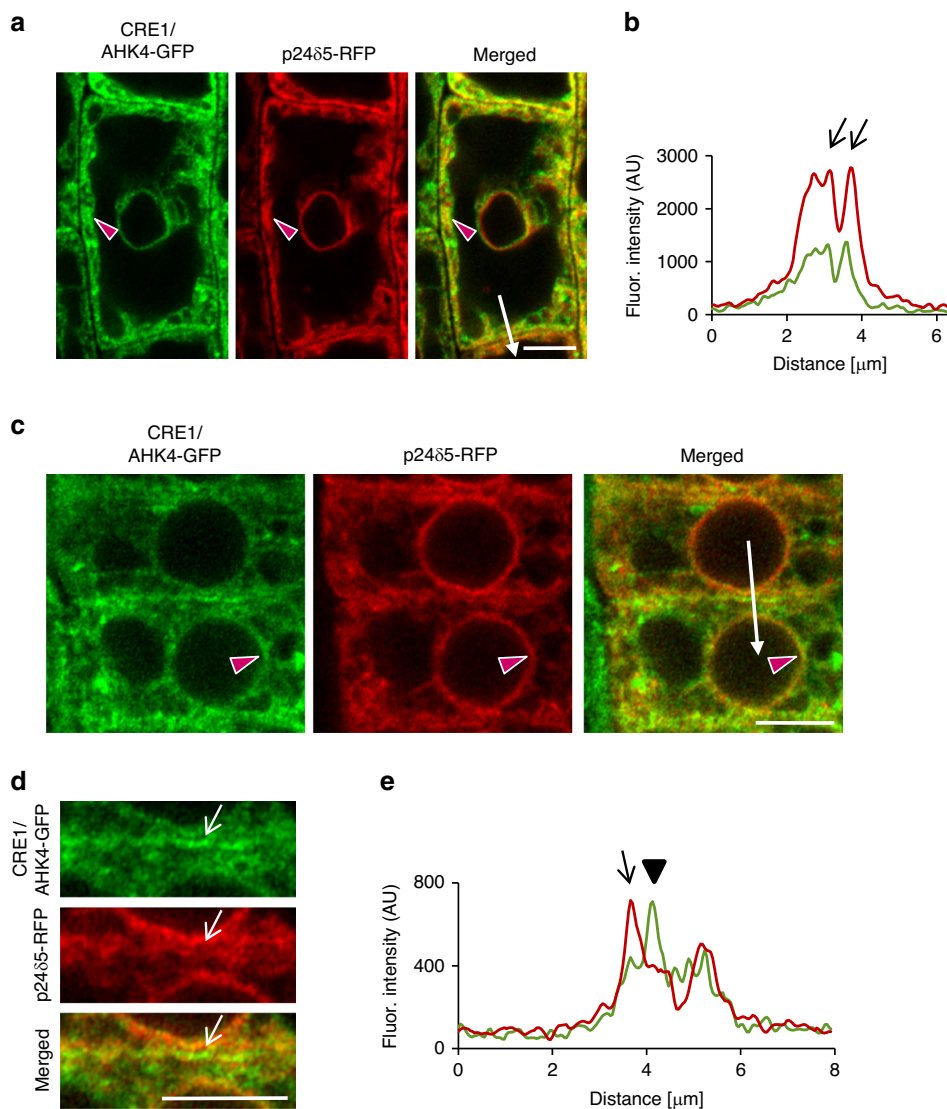 a
CRE1/
AHK4-GFP
p24δ5-RFP
Merged
b
Fluor. intensity (AU)
3000
2000
1000
0
0
2
4
6
Distance [μm]
c
CRE1/
AHK4-GFP
p24δ5-RFP
Merged
d
CRE1/
AHK4-GFP
p24δ5-RFP
Merged
e
Fluor. intensity (AU)
800
400
0
0
2
4
6
8
Distance [μm]